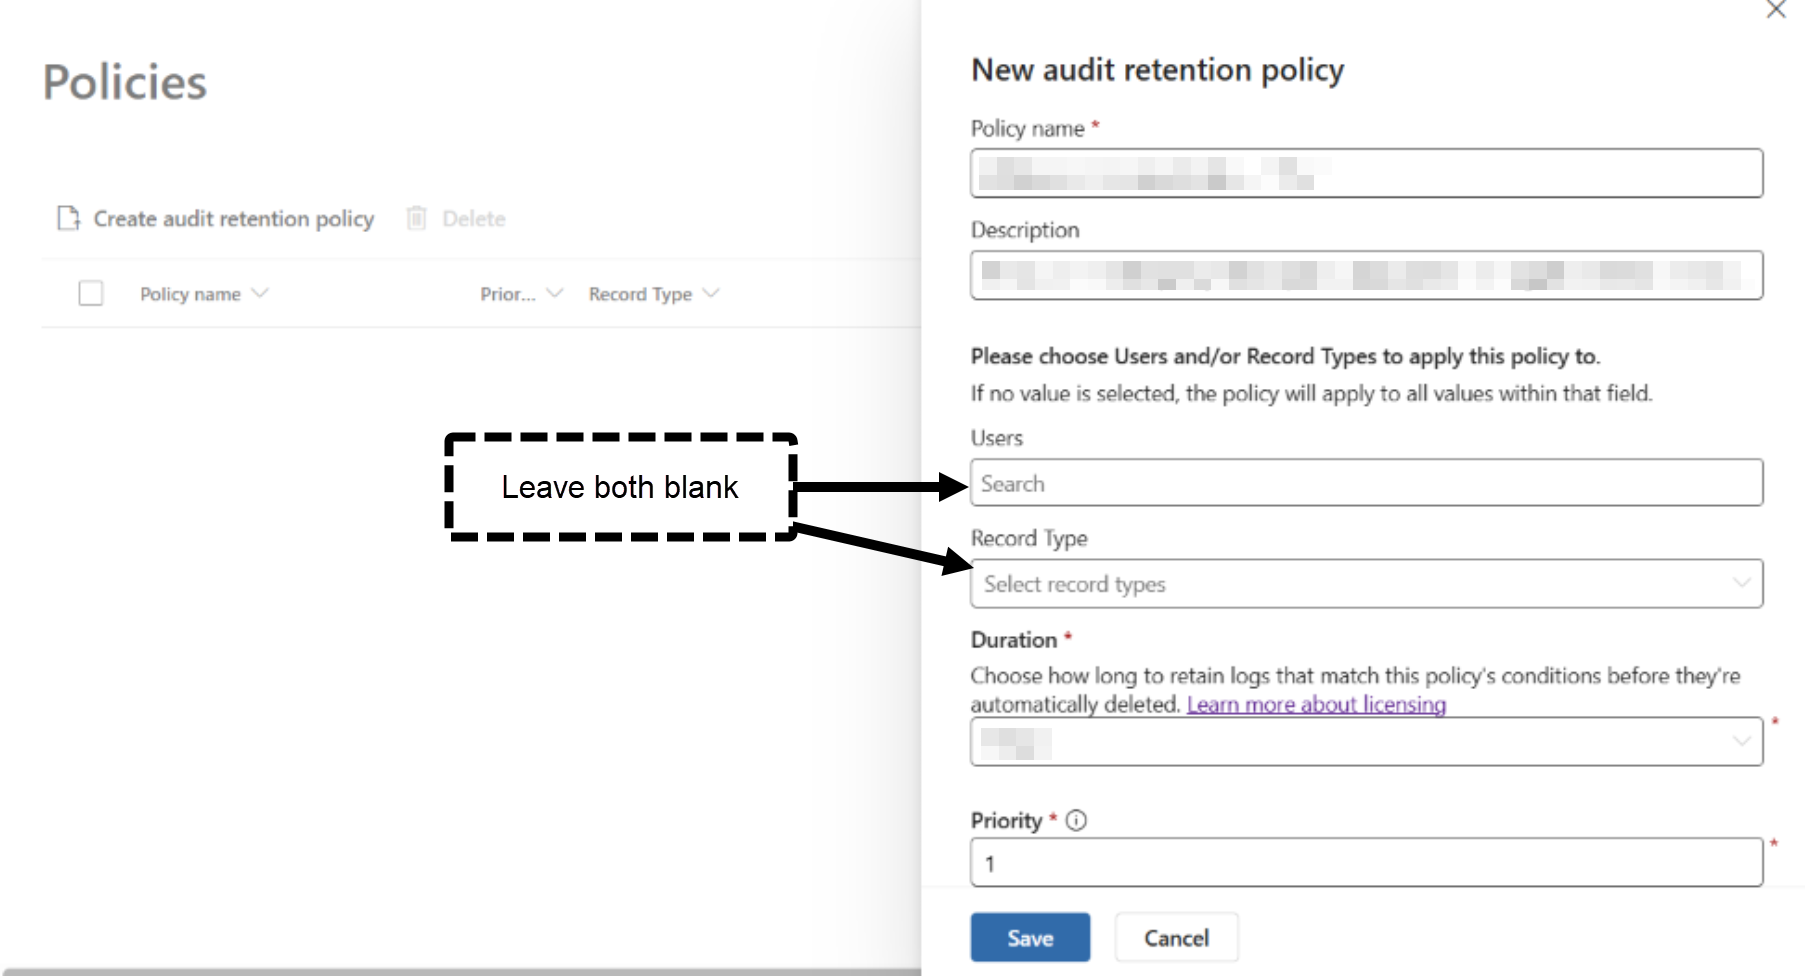 Policies
Create audit retention policy
Delete
Policy name
Prior...
Record Type
Leave both blank
New audit retention policy
Policy name *
Description
Please choose Users and/or Record Types to apply this policy to.
If no value is selected, the policy will apply to all values within that field.
Users
Search
Record Type
Select record types
Duration *
Choose how long to retain logs that match this policy's conditions before they're
automatically deleted. Learn more about licensing
*
Priority *
1
*
Save
Cancel